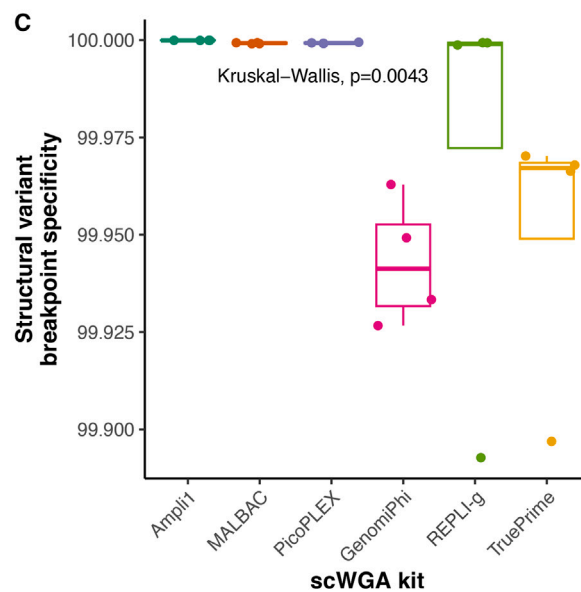 C
100.000
99.975
99.950
99.925
99.900
Structural variant
breakpoint specificity
Kruskal−Wallis, p=0.0043
Ampli1
MALBAC
PicoPLEX
GenomiPhi
REPLI-g
TruePrime
scWGA kit